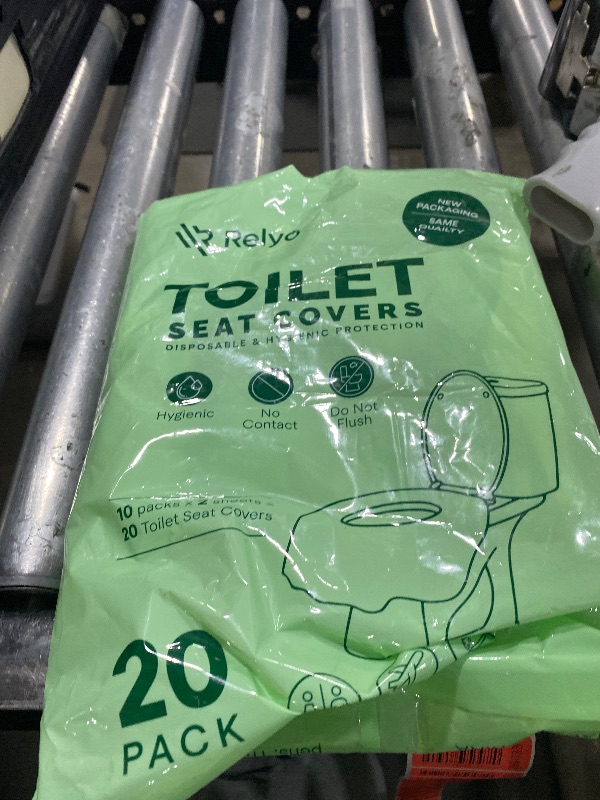 Relyo
NEW
PACKAGING
SAME
QUAILTY
TOILET
SEAT COVERS
DISPOSABLE & HYGIENIC PROTECTION
Hygienic
No
Contact
Do Not
Flush
10 packs x 2 sheets =
20 Toilet Seat Covers
20
PACK